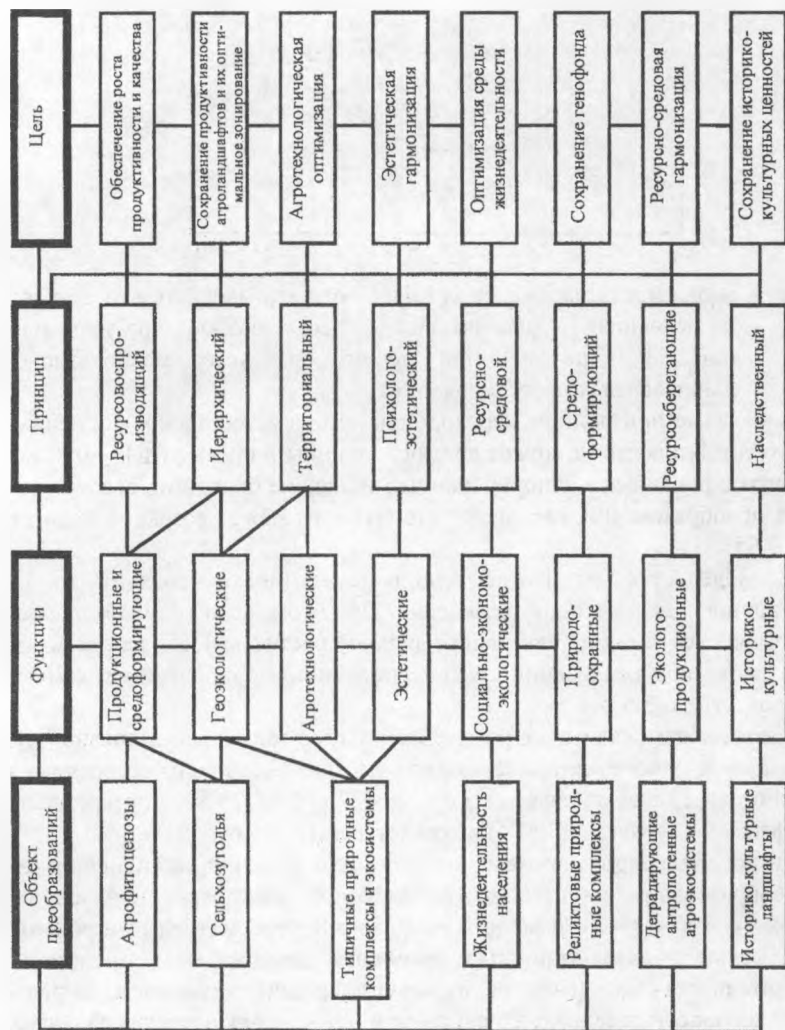 Объект
преобразований
Агрофитоценозы
Сельхозугодья
Типичные природные
комплексы и экосистемы
Жизнедеятельность
населения
Реликтовые природ-
ные комплексы
Деградирующие
антропогенные
агроэкосистемы
Историко-культурные
ландшафты
Функции
Продукционные и
средоформирующие
Геоэкологические
Агротехнологические
Эстетические
Социально-экономо-
экологические
Природо-
охранные
Эколого-
продукционные
Историко-
культурные
Принцип
Ресурсовоспро-
изводящий
Иерархический
Территориальный
Психолого-
эстетический
Ресурсно-
средовой
Средо-
формирующий
Ресурсоберегающие
Наследственный
Цель
Обеспечение роста
продуктивности и качества
Сохранение продуктивности
агроландшафтов и их опти-
мальное зонирование
Агротехнологическая
оптимизация
Эстетическая
гармонизация
Оптимизация среды
жизнедеятельности
Сохранение генофонда
Ресурсно-средовая
гармонизация
Сохранение историко-
культурных ценностей